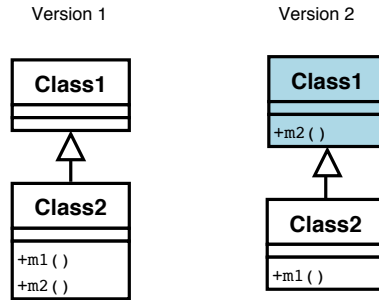 Version 1
Class1
Class2
+m1()
+m2()
Version 2
Class1
+m2()
Class2
+m1()